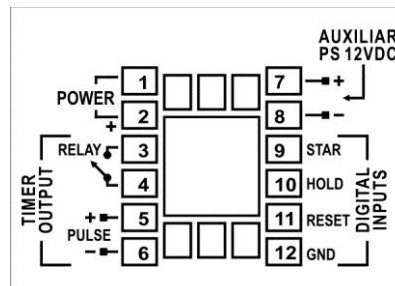 AUXILIAR
PS 12VDC
POWER
1
2
+
7
+
8
-
TIMER
OUTPUT
RELAY
3
4
+
5
PULSE
-
6
9
STAR
10
HOLD
11
RESET
12
GND
DIGITAL
INPUTS